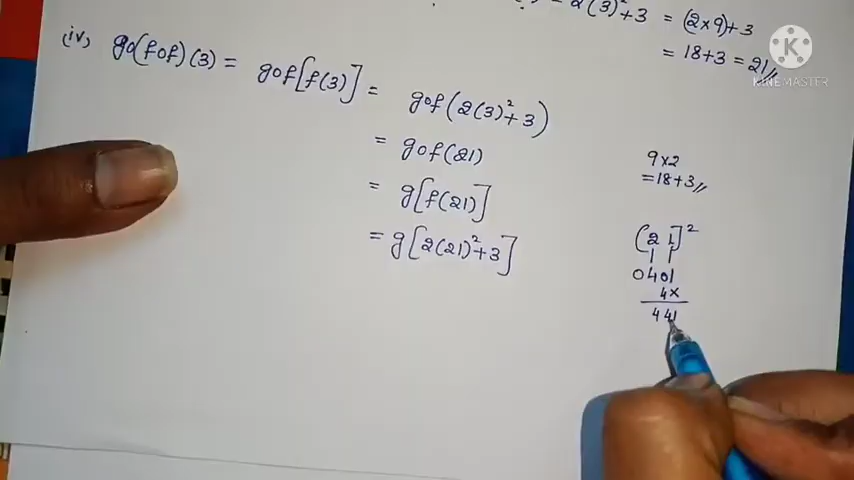 2(3)²+3 = (2×9)+3
= 18+3 = 21//
KINEMASTER
(iv) go(fof)(3) = gof[f(3)] = gof(2(3)²+3)
= gof(21)
= g[f(21)]
= g[2(21)²+3]
9×2
=18+3//
(21]²
0401
4×
441